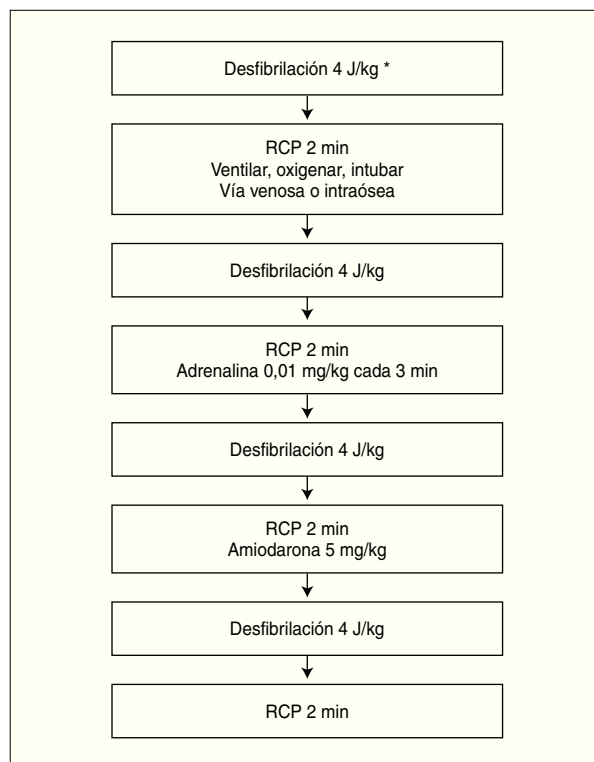 Desfibrilación 4 J/kg *
RCP 2 min
Ventilar, oxigenar, intubar
Vía venosa o intraósea
Desfibrilación 4 J/kg
RCP 2 min
Adrenalina 0,01 mg/kg cada 3 min
Desfibrilación 4 J/kg
RCP 2 min
Amiodarona 5 mg/kg
Desfibrilación 4 J/kg
RCP 2 min